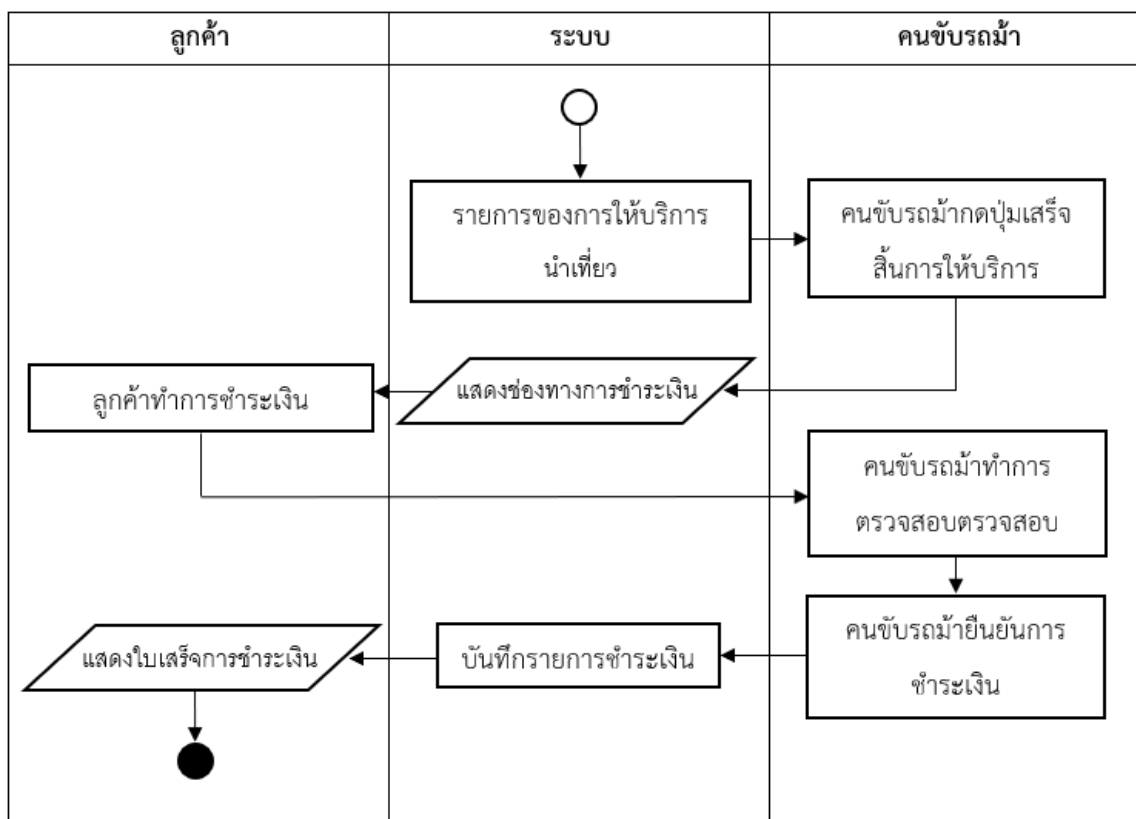 ลูกค้า
ระบบ
คนขับรถม้า
รายการของการให้บริการ
นำเที่ยว
คนขับรถม้ากดปุ่มเสร็จ
สิ้นการให้บริการ
แสดงช่องทางการชำระเงิน
ลูกค้าทำการชำระเงิน
คนขับรถม้าทำการ
ตรวจสอบตรวจสอบ
คนขับรถม้ายืนยันการ
ชำระเงิน
บันทึกรายการชำระเงิน
แสดงใบเสร็จการชำระเงิน